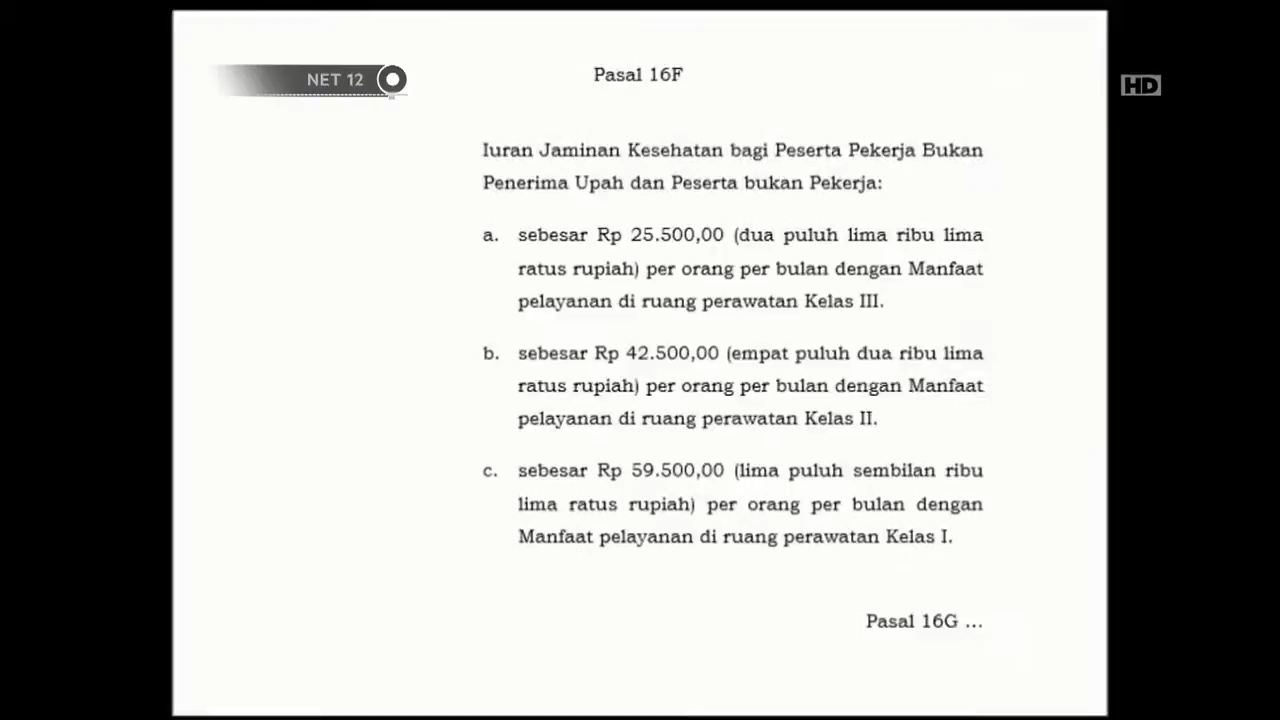 NET 12
Pasal 16F
HD
Iuran Jaminan Kesehatan bagi Peserta Pekerja Bukan
Penerima Upah dan Peserta bukan Pekerja:
a. sebesar Rp 25.500,00 (dua puluh lima ribu lima
ratus rupiah) per orang per bulan dengan Manfaat
pelayanan di ruang perawatan Kelas III.
b. sebesar Rp 42.500,00 (empat puluh dua ribu lima
ratus rupiah) per orang per bulan dengan Manfaat
pelayanan di ruang perawatan Kelas II.
c. sebesar Rp 59.500,00 (lima puluh sembilan ribu
lima ratus rupiah) per orang per bulan dengan
Manfaat pelayanan di ruang perawatan Kelas I.
Pasal 16G ...